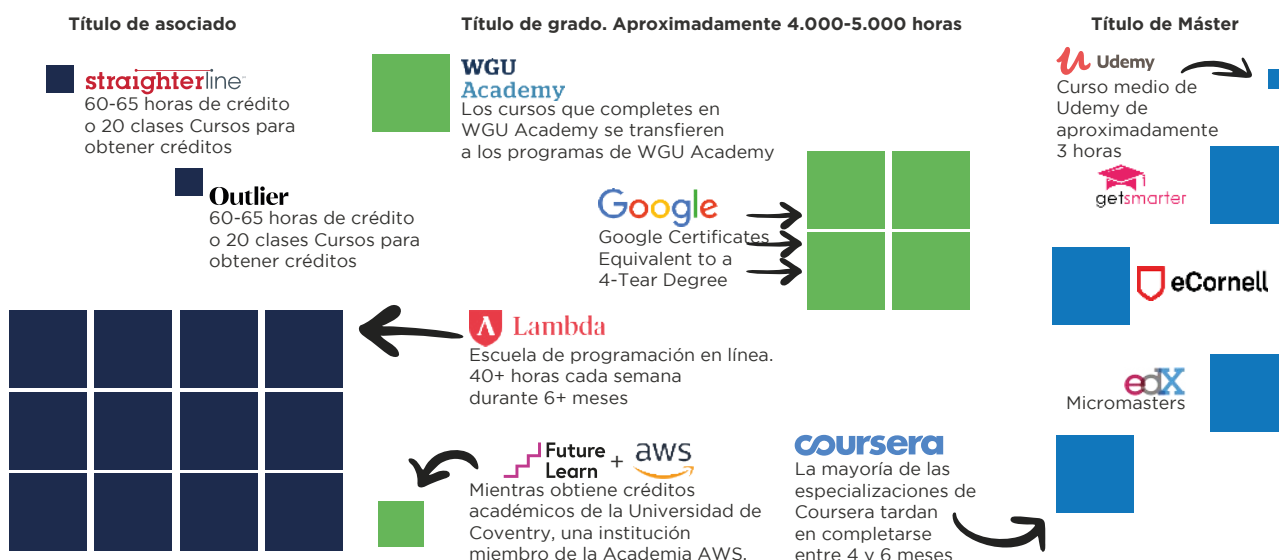 Título de asociado
straighterline
60-65 horas de crédito
o 20 clases Cursos para
obtener créditos
Outlier
60-65 horas de crédito
o 20 clases Cursos para
obtener créditos
Título de grado. Aproximadamente 4.000-5.000 horas
WGU
Academy
Los cursos que completes en
WGU Academy se transfieren
a los programas de WGU Academy
Google
Google Certificates
Equivalent to a
4-Tear Degree
Lambda
Escuela de programación en línea.
40+ horas cada semana
durante 6+ meses
Future
Learn
+
aws
Mientras obtiene créditos
académicos de la Universidad de
Coventry, una institución
miembro de la Academia AWS.
coursera
La mayoría de las
especializaciones de
Coursera tardan
en completarse
entre 4 y 6 meses
Título de Máster
Udemy
Curso medio de
Udemy de
aproximadamente
3 horas
getsmarter
eCornell
edX
Micromasters